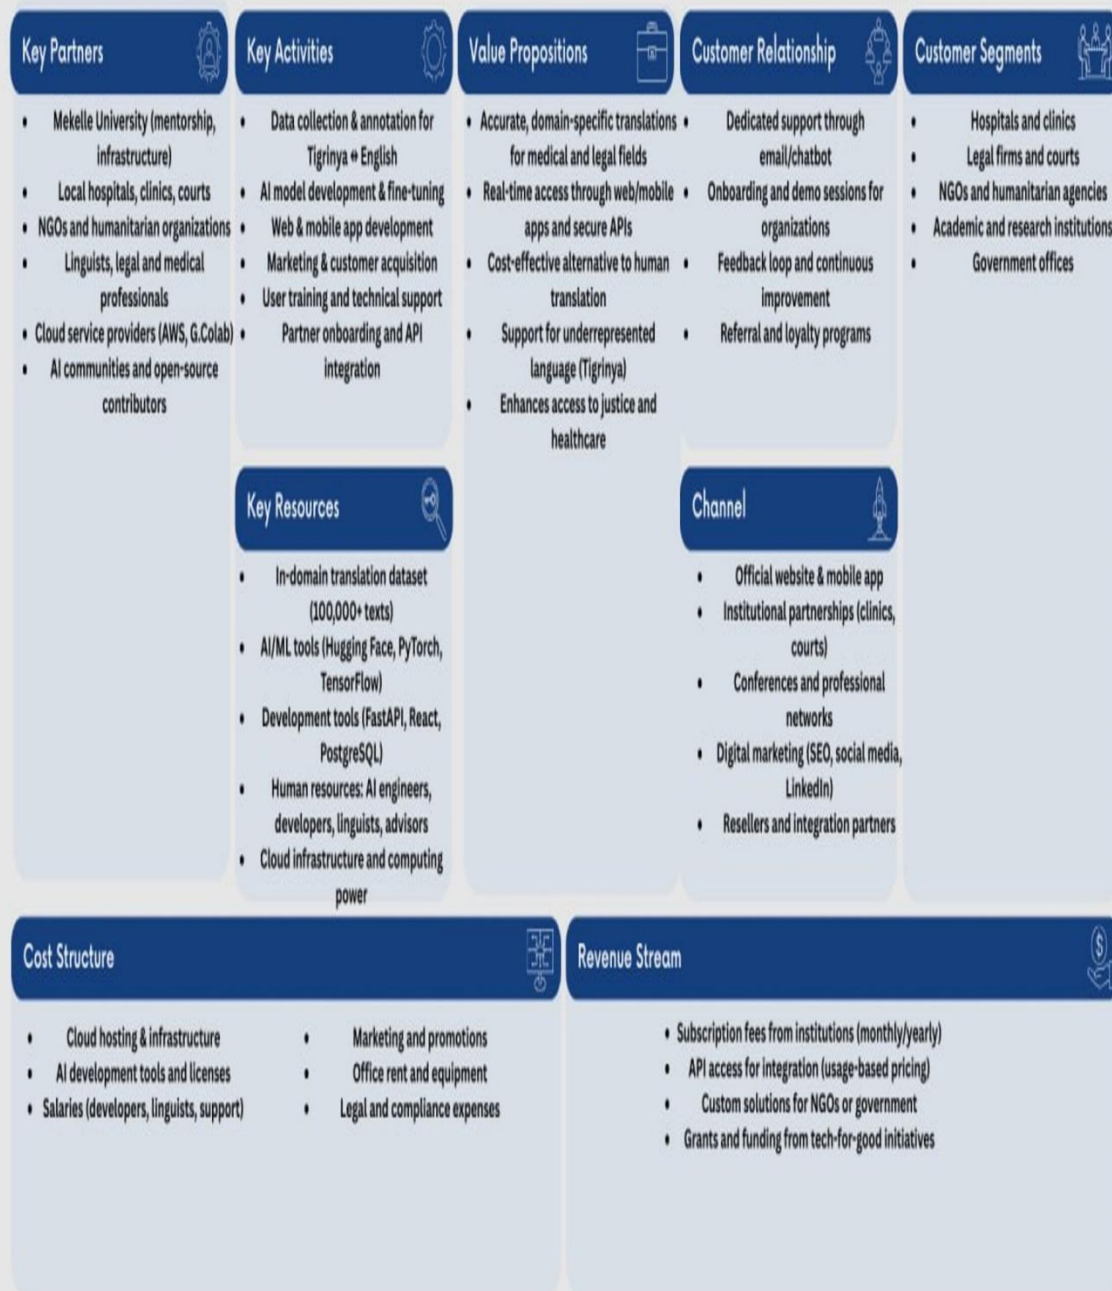 Key Partners
Mekelle University (mentorship,
infrastructure)
Local hospitals, clinics, courts
NGOs and humanitarian organizations
Linguists, legal and medical
professionals
Cloud service providers (AWS, G.Colab)
AI communities and open-source
contributors
Key Activities
Data collection & annotation for
Tigrinya ↔ English
AI model development & fine-tuning
Web & mobile app development
Marketing & customer acquisition
User training and technical support
Partner onboarding and API
integration
Key Resources
In-domain translation dataset
(100,000+ texts)
AI/ML tools (Hugging Face, PyTorch,
TensorFlow)
Development tools (FastAPI, React,
PostgreSQL)
Human resources: AI engineers,
developers, linguists, advisors
Cloud infrastructure and computing
power
Value Propositions
Accurate, domain-specific translations
for medical and legal fields
Real-time access through web/mobile
apps and secure APIs
Cost-effective alternative to human
translation
Support for underrepresented
language (Tigrinya)
Enhances access to justice and
healthcare
Customer Relationship
Dedicated support through
email/chatbot
Onboarding and demo sessions for
organizations
Feedback loop and continuous
improvement
Referral and loyalty programs
Channel
Official website & mobile app
Institutional partnerships (clinics,
courts)
Conferences and professional
networks
Digital marketing (SEO, social media,
LinkedIn)
Resellers and integration partners
Customer Segments
Hospitals and clinics
Legal firms and courts
NGOs and humanitarian agencies
Academic and research institutions
Government offices
Cost Structure
Cloud hosting & infrastructure
AI development tools and licenses
Salaries (developers, linguists, support)
Marketing and promotions
Office rent and equipment
Legal and compliance expenses
Revenue Stream
Subscription fees from institutions (monthly/yearly)
API access for integration (usage-based pricing)
Custom solutions for NGOs or government
Grants and funding from tech-for-good initiatives